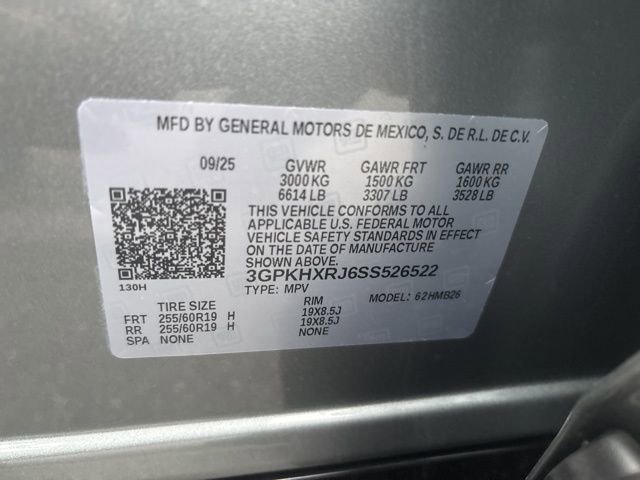 MFD BY GENERAL MOTORS DE MEXICO, S. DE R.L. DE C.V.
09/25 GVWR GAWR FRT GAWR RR
3000 KG 1500 KG 1600 KG
6614 LB 3307 LB 3528 LB
THIS VEHICLE CONFORMS TO ALL
APPLICABLE U.S. FEDERAL MOTOR
VEHICLE SAFETY STANDARDS IN EFFECT
ON THE DATE OF MANUFACTURE
SHOWN ABOVE.
3GPKHXRJ6SS526522
130H TYPE: MPV MODEL: 62HMB26
TIRE SIZE RIM
FRT 255/60R19 H 19X8.5J
RR 255/60R19 H 19X8.5J
SPA NONE NONE